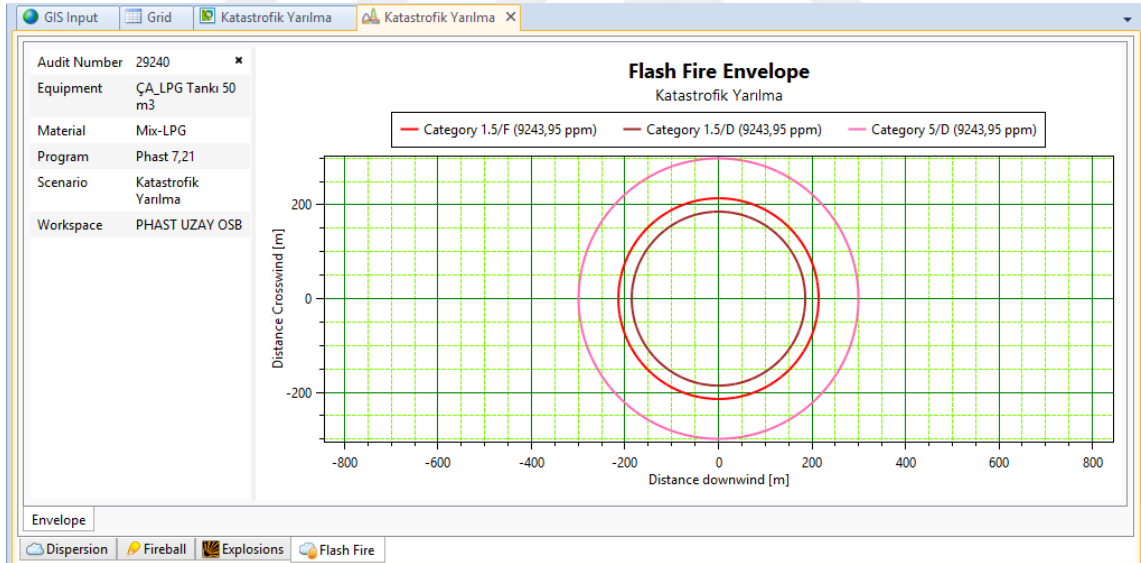 GIS Input Grid Katastrofik Yarılma Katastrofik Yarılma
Audit Number 29240
Equipment ÇA_LPG Tankı 50
m3
Material Mix-LPG
Program Phast 7,21
Scenario Katastrofik
Yarılma
Workspace PHAST UZAY OSB
Flash Fire Envelope
Katastrofik Yarılma
Category 1.5/F (9243,95 ppm) Category 1.5/D (9243,95 ppm) Category 5/D (9243,95 ppm)
Distance Crosswind [m]
200
0
-200
-800 -600 -400 -200 0 200 400 600 800
Distance downwind [m]
Envelope
Dispersion Fireball Explosions Flash Fire